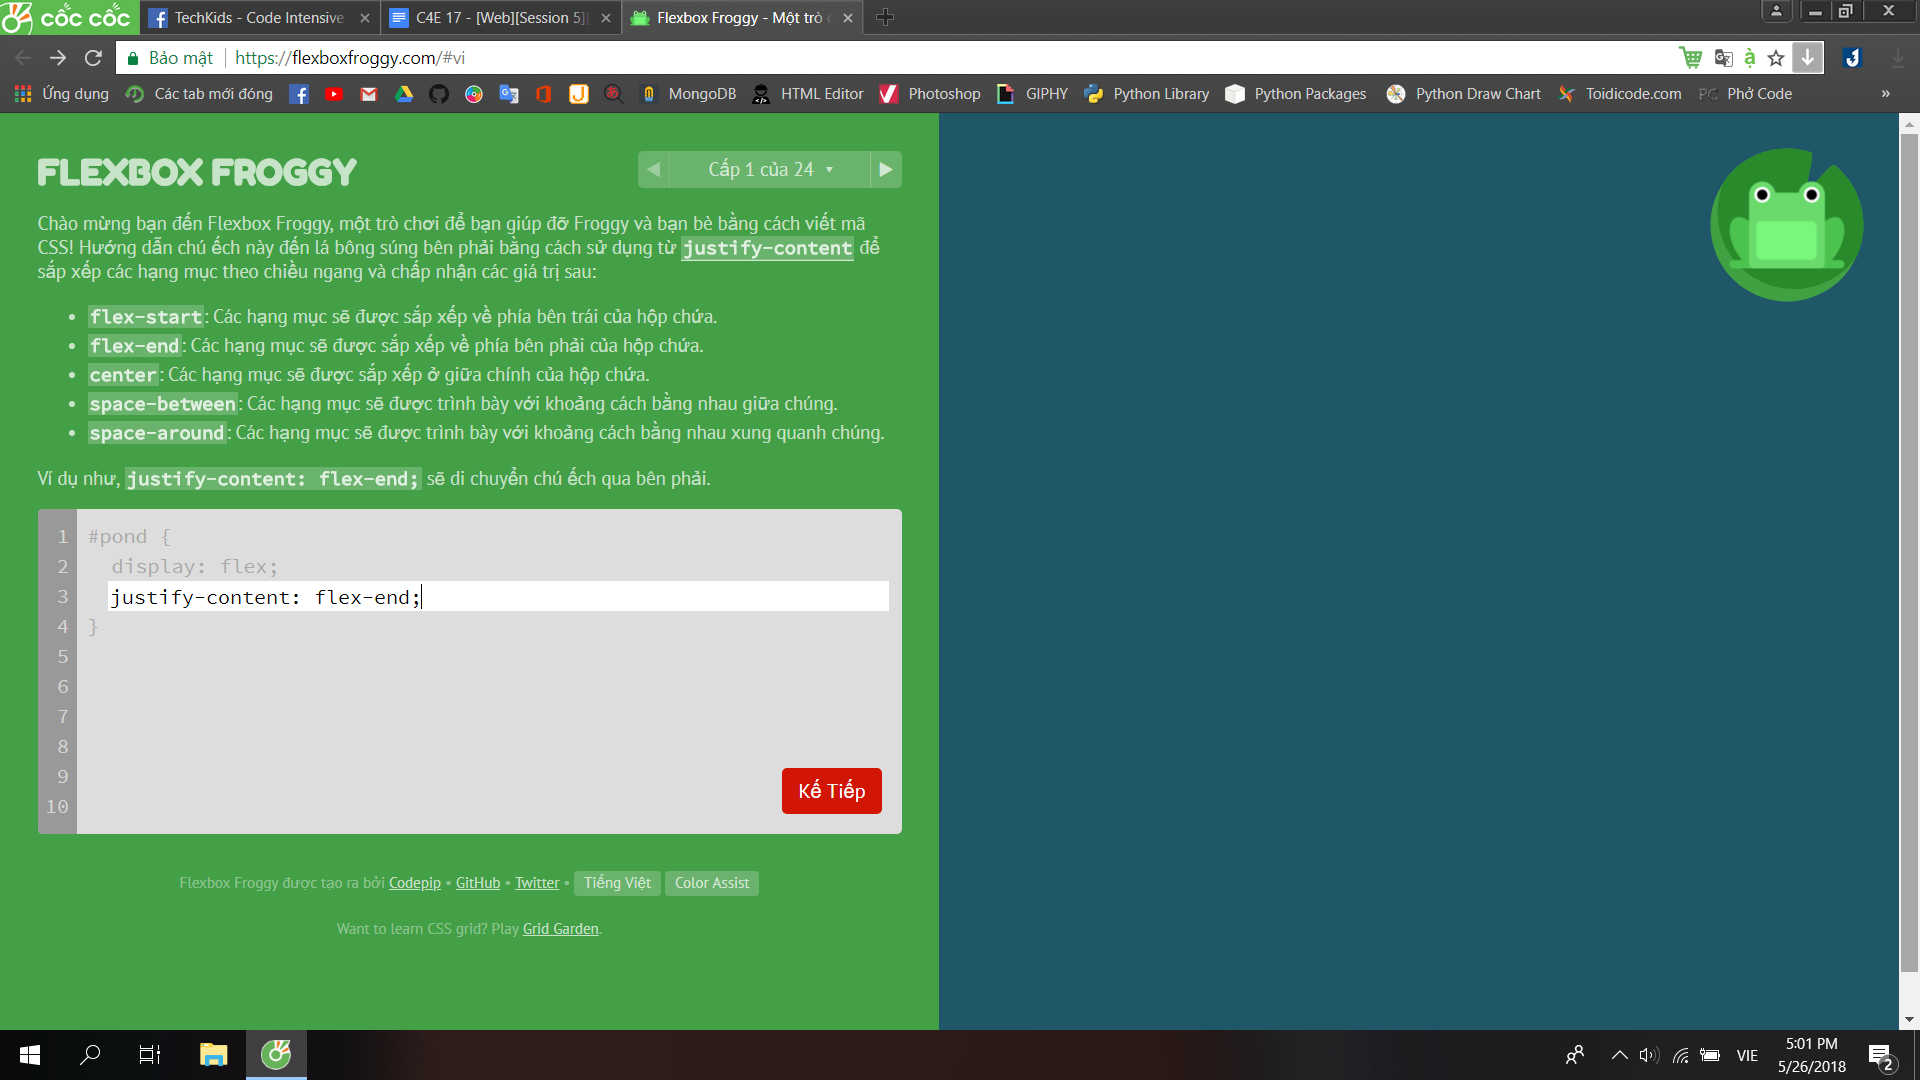 cốc cốc
TechKids - Code Intensive
C4E 17 - [Web][Session 5]
Flexbox Froggy - Một trò
Bảo mật
https://flexboxfroggy.com/#vi
Ứng dụng
Các tab mới đóng
MongoDB
HTML Editor
Photoshop
GIPHY
Python Library
Python Packages
Python Draw Chart
Toidicode.com
PC
Phở Code
»
FLEXBOX FROGGY
Cấp 1 của 24
Chào mừng bạn đến Flexbox Froggy, một trò chơi để bạn giúp đỡ Froggy và bạn bè bằng cách viết mã
CSS! Hướng dẫn chú ếch này đến lá bông súng bên phải bằng cách sử dụng từ justify-content để
sắp xếp các hạng mục theo chiều ngang và chấp nhận các giá trị sau:
• flex-start: Các hạng mục sẽ được sắp xếp về phía bên trái của hộp chứa.
• flex-end: Các hạng mục sẽ được sắp xếp về phía bên phải của hộp chứa.
• center: Các hạng mục sẽ được sắp xếp ở giữa chính của hộp chứa.
• space-between: Các hạng mục sẽ được trình bày với khoảng cách bằng nhau giữa chúng.
• space-around: Các hạng mục sẽ được trình bày với khoảng cách bằng nhau xung quanh chúng.
Ví dụ như, justify-content: flex-end; sẽ di chuyển chú ếch qua bên phải.
1 #pond {
2 display: flex;
3 justify-content: flex-end;
4 }
5
6
7
8
9
10
Kế Tiếp
Flexbox Froggy được tạo ra bởi Codepip • GitHub • Twitter • Tiếng Việt Color Assist
Want to learn CSS grid? Play Grid Garden.
VIE
5:01 PM
5/26/2018
2